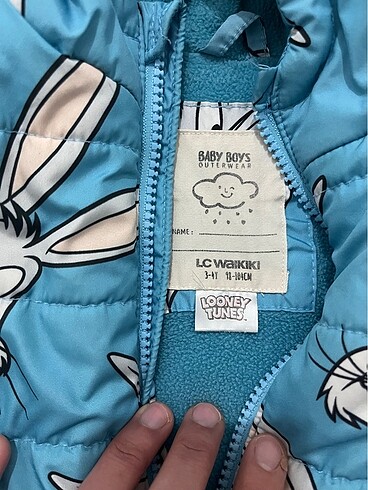 BABY BOYS
OUTERWEAR
NAME:
LC WAIKIKI
3-4Y 98-104CM
LOONEY
TUNES